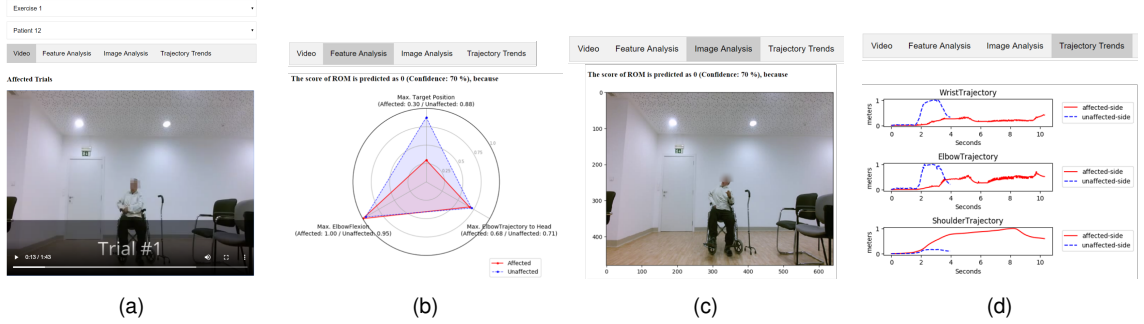 Exercise 1
Patient 12
Video Feature Analysis Image Analysis Trajectory Trends
Affected Trials
Trial #1
0:13 / 1:43
(a)
Video Feature Analysis Image Analysis Trajectory Trends
The score of ROM is predicted as 0 (Confidence: 70 %), because
Max. Target Position
(Affected: 0.30 / Unaffected: 0.88)
1.0
0.75
0.5
Max. ElbowFlexion
(Affected: 1.00 / Unaffected: 0.95)
Max. ElbowTrajectory to Head
(Affected: 0.68 / Unaffected: 0.71)
Affected
Unaffected
(b)
Video Feature Analysis Image Analysis Trajectory Trends
The score of ROM is predicted as 0 (Confidence: 70 %), because
0
100
200
300
400
0 100 200 300 400 500 600
(c)
Video Feature Analysis Image Analysis Trajectory Trends
WristTrajectory
meters
1
0
0 2 4 6 8 10
Seconds
affected-side
unaffected-side
ElbowTrajectory
meters
1
0
0 2 4 6 8 10
Seconds
affected-side
unaffected-side
ShoulderTrajectory
meters
1
0
0 2 4 6 8 10
Seconds
affected-side
unaffected-side
(d)